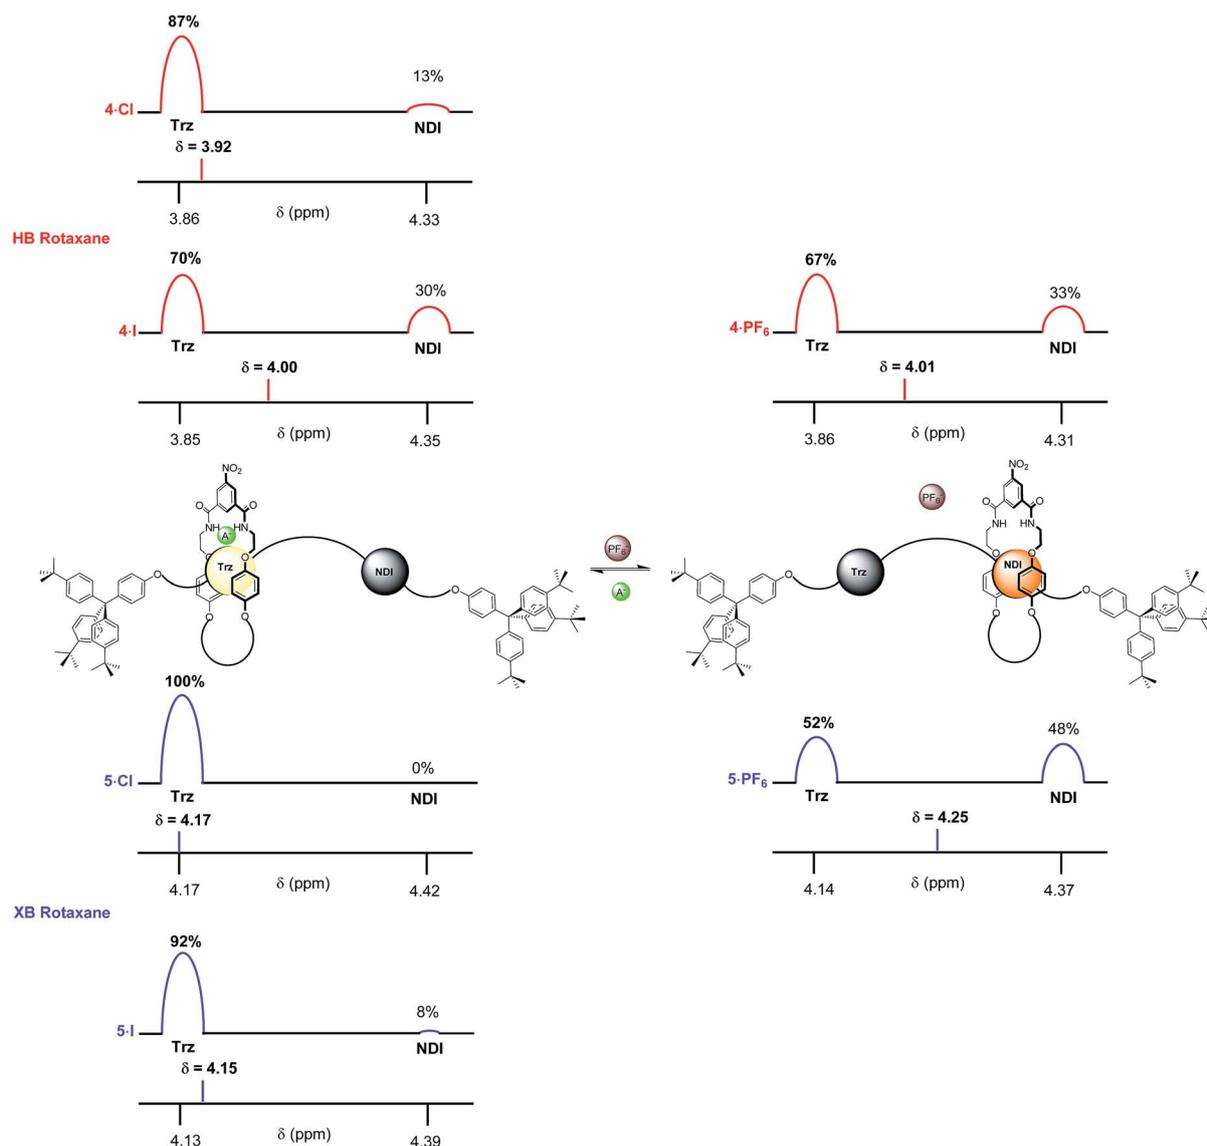 87%
13%
4·Cl
Trz
NDI
δ = 3.92
3.86
δ (ppm)
4.33
HB Rotaxane
70%
30%
4·I
Trz
NDI
δ = 4.00
3.85
δ (ppm)
4.35
67%
33%
4·PF6
Trz
NDI
δ = 4.01
3.86
δ (ppm)
4.31
NO2
O
O
NH
HN
A-
O
O
Trz
NDI
O
O
O
O
PF6-
A-
PF6-
NO2
O
O
NH
HN
O
O
Trz
NDI
O
O
O
O
100%
0%
5·Cl
Trz
NDI
δ = 4.17
4.17
δ (ppm)
4.42
52%
48%
5·PF6
Trz
NDI
δ = 4.25
4.14
δ (ppm)
4.37
XB Rotaxane
92%
8%
5·I
Trz
NDI
δ = 4.15
4.13
δ (ppm)
4.39